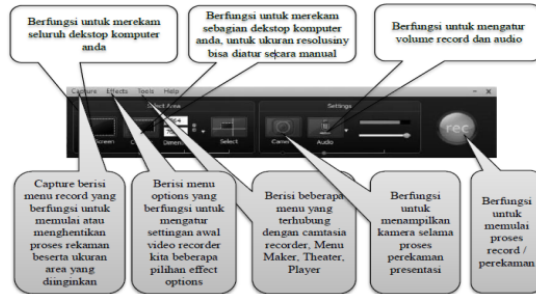 Berfungsi untuk merekam
seluruh dekstop komputer
anda
Berfungsi untuk merekam
sebagian dekstop komputer
anda, untuk ukuran resolusiny
bisa diatur secara manual
Berfungsi untuk mengatur
volume record dan audio
Capture Effects Tools Help
Select Area
Settings
Screen
Dimen
Select
Camer
Audio
rec
Capture berisi
menu record yang
berfungsi untuk
memulai atau
menghentikan
proses rekaman
beserta ukuran
area yang
diinginkan
Berisi menu
options yang
berfungsi untuk
mengatur
settingan awal
video recorder
kita beberapa
pilihan effect
options
Berisi beberapa
menu yang
terhubung
dengan camtasia
recorder, Menu
Maker, Theater,
Player
Berfungsi
untuk
menampilkan
kamera selama
proses
perekaman
presentasi
Berfungsi
untuk
memulai
proses
record /
perekaman